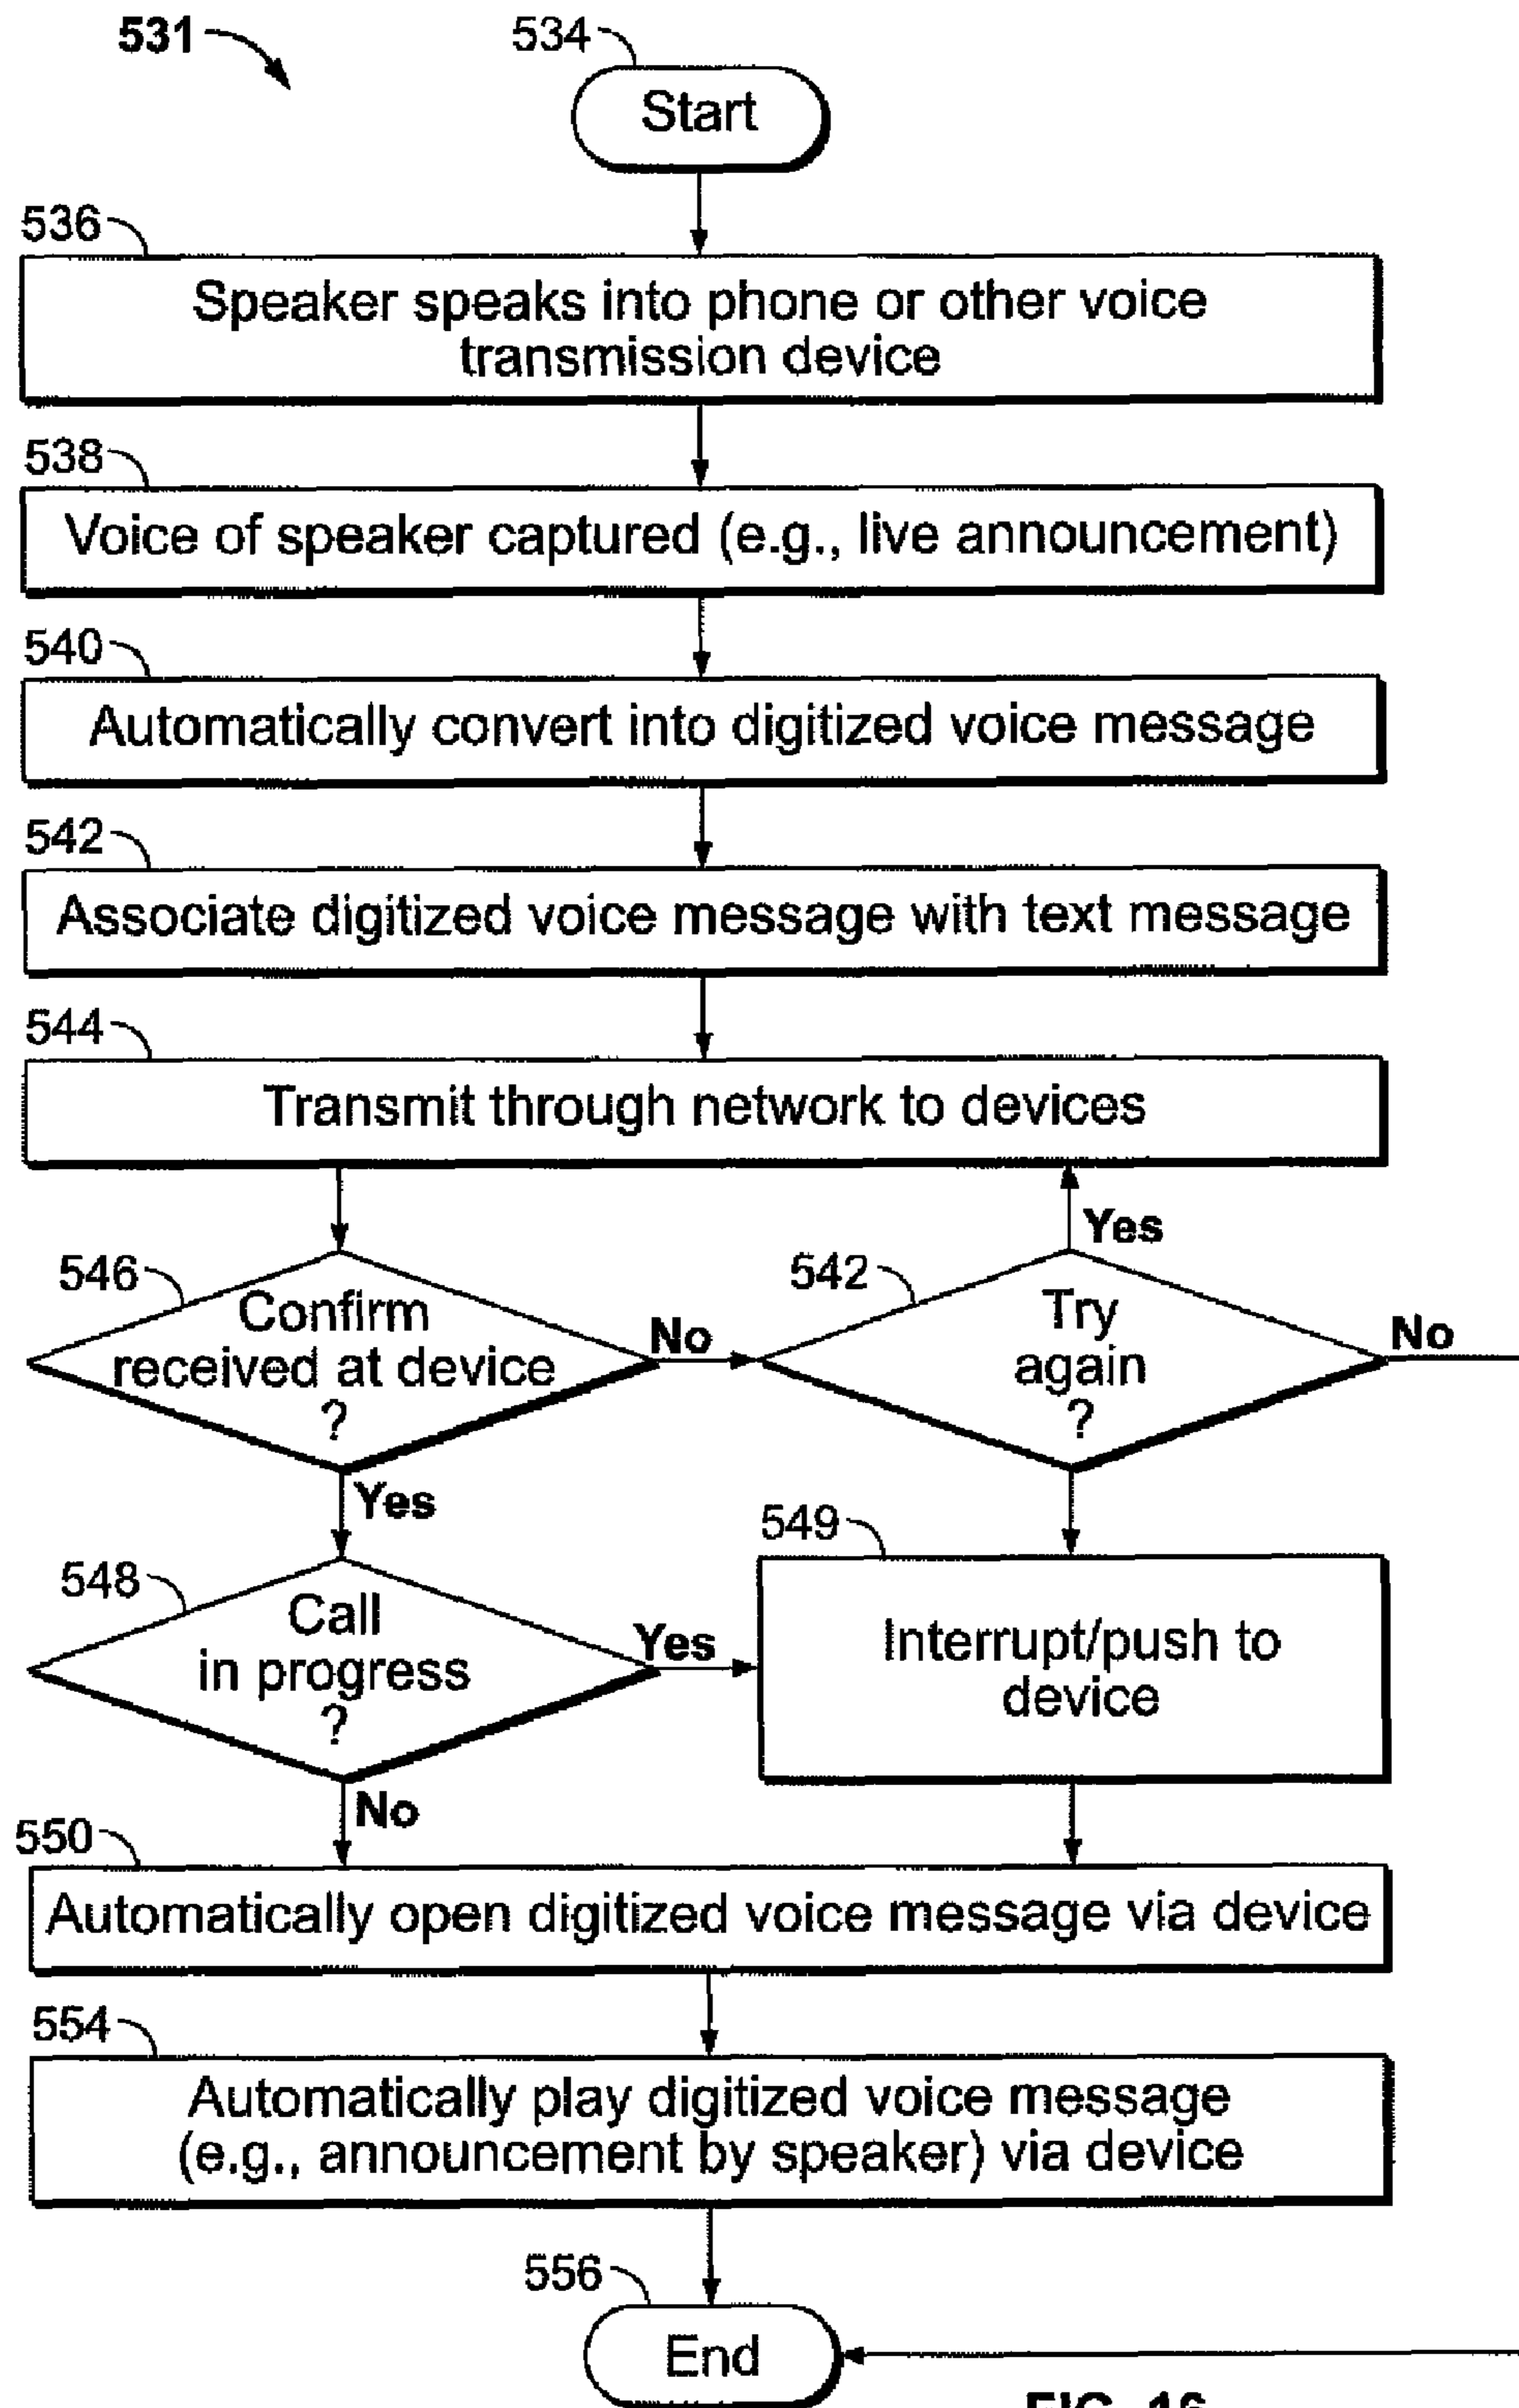 531
534
Start
536
Speaker speaks into phone or other voice
transmission device
538
Voice of speaker captured (e.g., live announcement)
540
Automatically convert into digitized voice message
542
Associate digitized voice message with text message
544
Transmit through network to devices
546
Confirm
received at device
?
No
542
Try
again
?
Yes
No
Yes
548
Call
in progress
?
Yes
549
Interrupt/push to
device
No
550
Automatically open digitized voice message via device
554
Automatically play digitized voice message
(e.g., announcement by speaker) via device
556
End
FIG. 16